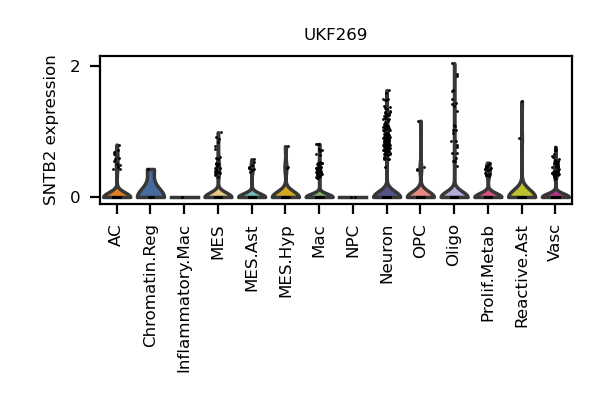 UKF269
SNTB2 expression
2
0
AC
Chromatin.Reg
Inflammatory.Mac
MES
MES.Ast
MES.Hyp
Mac
NPC
Neuron
OPC
Oligo
Prolif.Metab
Reactive.Ast
Vasc